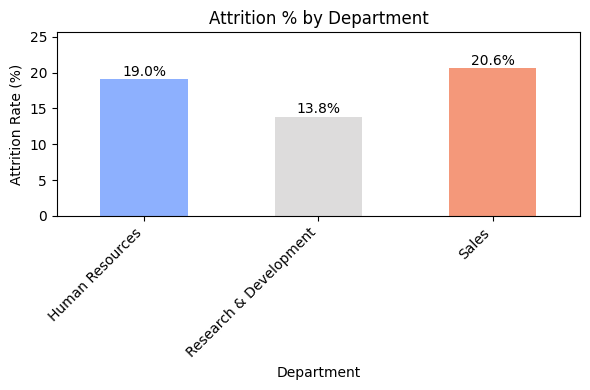 Attrition % by Department
Attrition Rate (%)
25
20
15
10
5
0
19.0%
13.8%
20.6%
Human Resources
Research & Development
Sales
Department